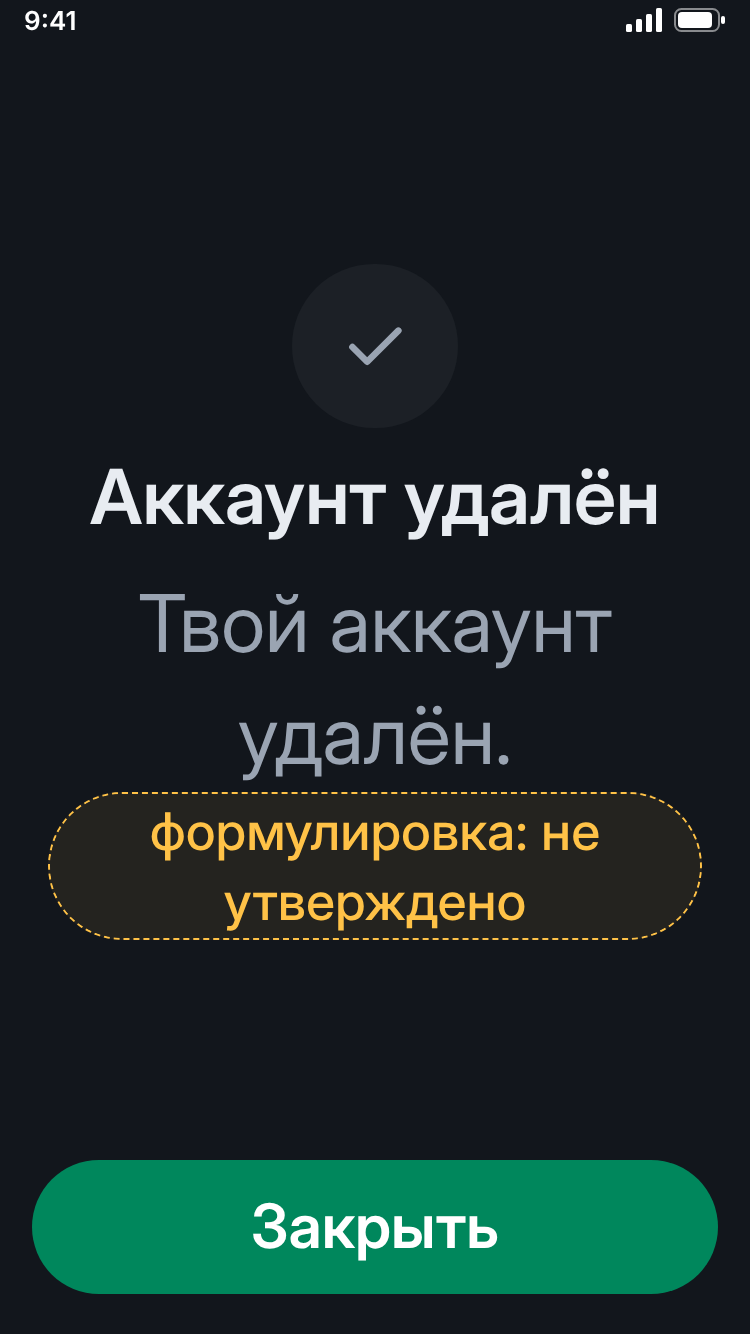 9:41
Аккаунт удалён
Твой аккаунт
удалён.
формулировка: не
утверждено
Закрыть